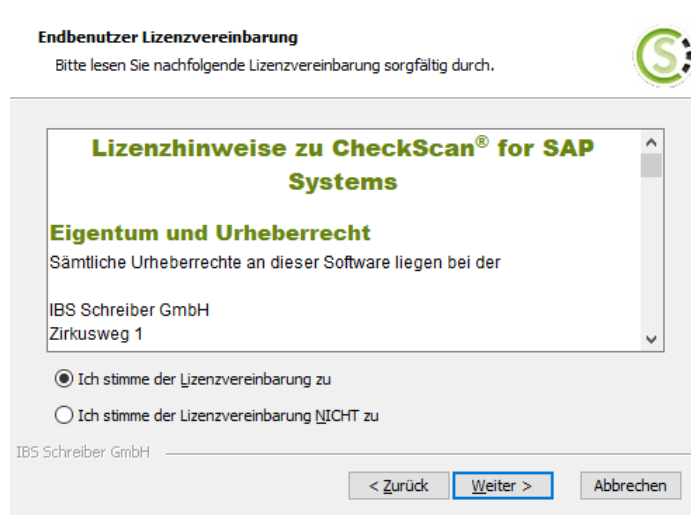 Endbenutzer Lizenzvereinbarung
Bitte lesen Sie nachfolgende Lizenzvereinbarung sorgfältig durch.
S
Lizenzhinweise zu CheckScan® for SAP
Systems
Eigentum und Urheberrecht
Sämtliche Urheberrechte an dieser Software liegen bei der
IBS Schreiber GmbH
Zirkusweg 1
Ich stimme der Lizenzvereinbarung zu
Ich stimme der Lizenzvereinbarung NICHT zu
IBS Schreiber GmbH
< Zurück Weiter > Abbrechen